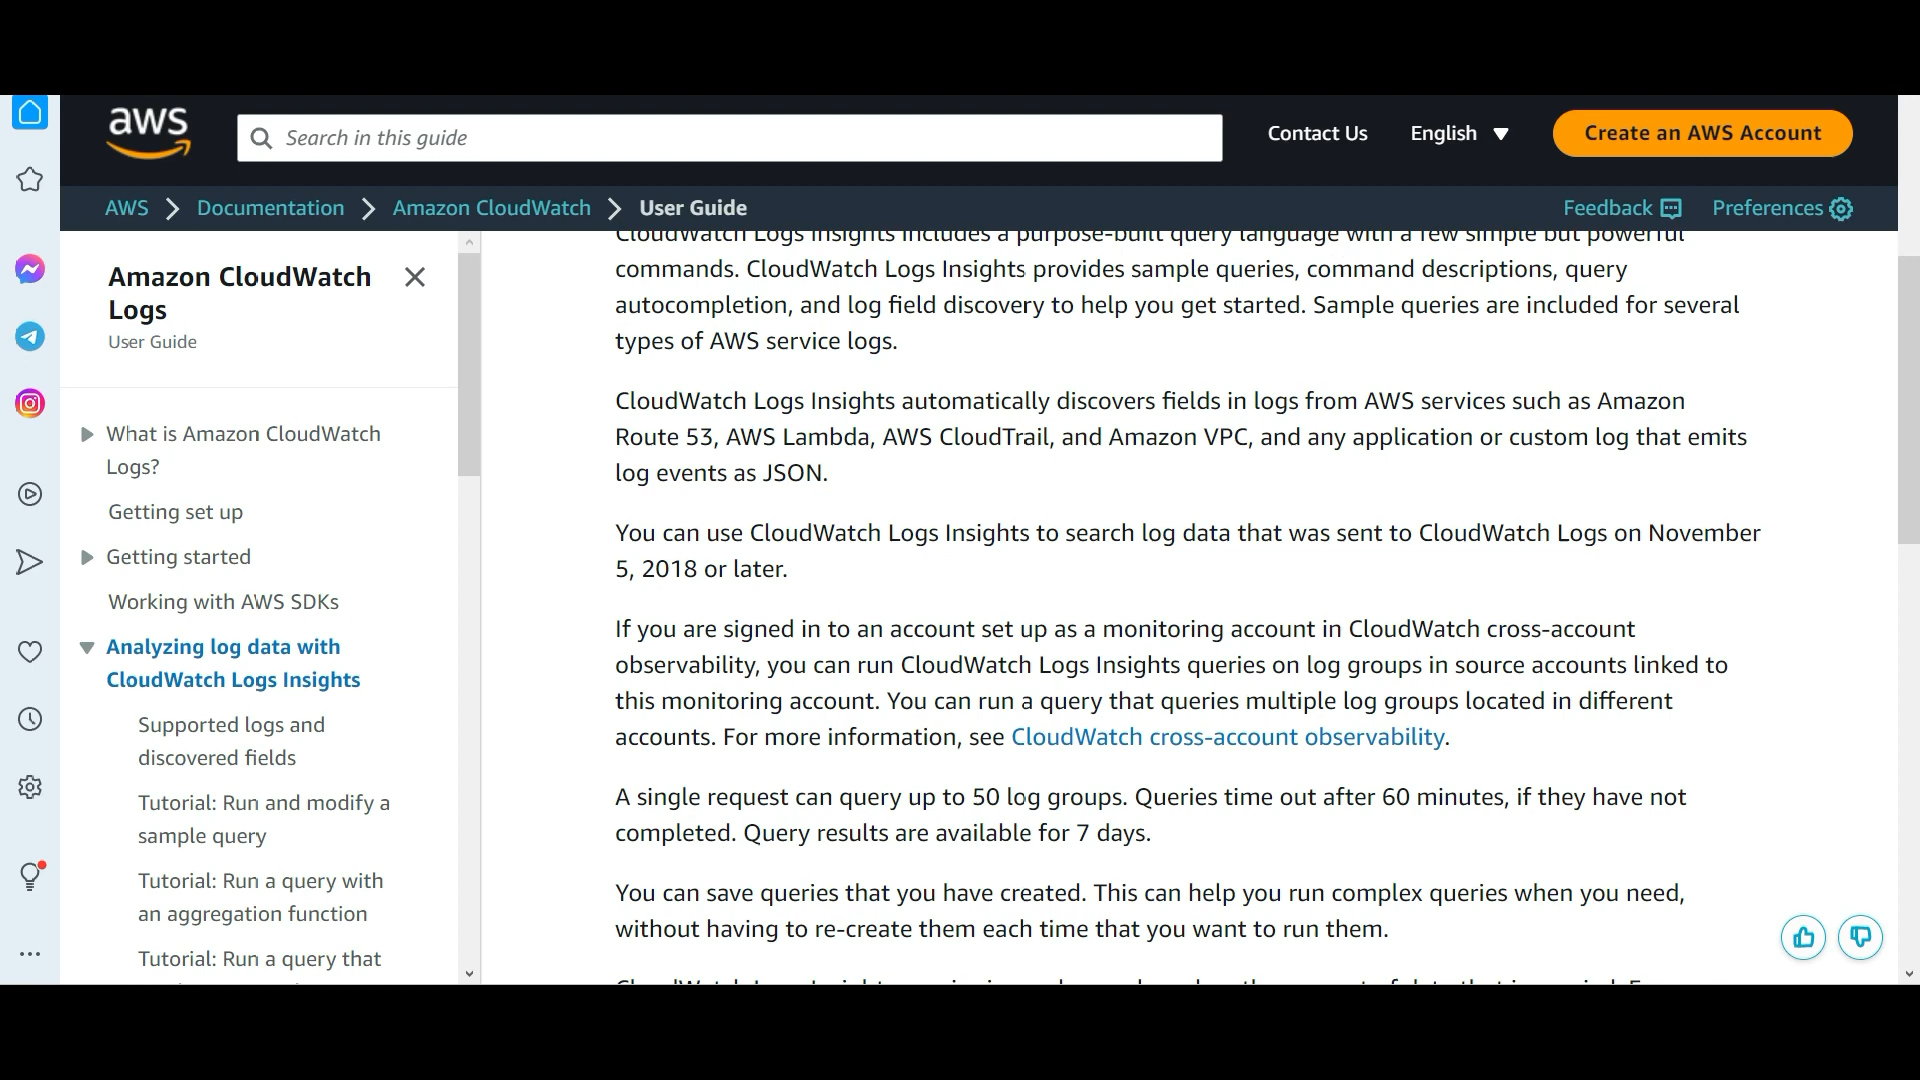 aws
Search in this guide
Contact Us
English
Create an AWS Account
AWS
Documentation
Amazon CloudWatch
User Guide
Feedback
Preferences
Amazon CloudWatch
Logs
User Guide
What is Amazon CloudWatch
Logs?
Getting set up
Getting started
Working with AWS SDKs
Analyzing log data with
CloudWatch Logs Insights
Supported logs and
discovered fields
Tutorial: Run and modify a
sample query
Tutorial: Run a query with
an aggregation function
Tutorial: Run a query that
CloudWatch Logs Insights includes a purpose-built query language with a few simple but powerful
commands. CloudWatch Logs Insights provides sample queries, command descriptions, query
autocompletion, and log field discovery to help you get started. Sample queries are included for several
types of AWS service logs.
CloudWatch Logs Insights automatically discovers fields in logs from AWS services such as Amazon
Route 53, AWS Lambda, AWS CloudTrail, and Amazon VPC, and any application or custom log that emits
log events as JSON.
You can use CloudWatch Logs Insights to search log data that was sent to CloudWatch Logs on November
5, 2018 or later.
If you are signed in to an account set up as a monitoring account in CloudWatch cross-account
observability, you can run CloudWatch Logs Insights queries on log groups in source accounts linked to
this monitoring account. You can run a query that queries multiple log groups located in different
accounts. For more information, see CloudWatch cross-account observability.
A single request can query up to 50 log groups. Queries time out after 60 minutes, if they have not
completed. Query results are available for 7 days.
You can save queries that you have created. This can help you run complex queries when you need,
without having to re-create them each time that you want to run them.